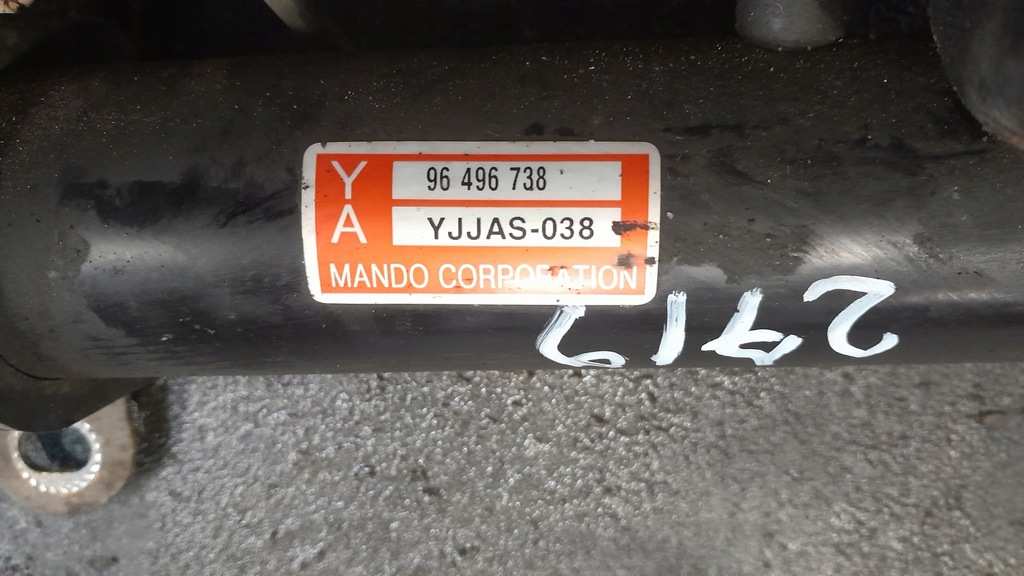 Y 96 496 738
A YJJAS-038
MANDO CORPORATION